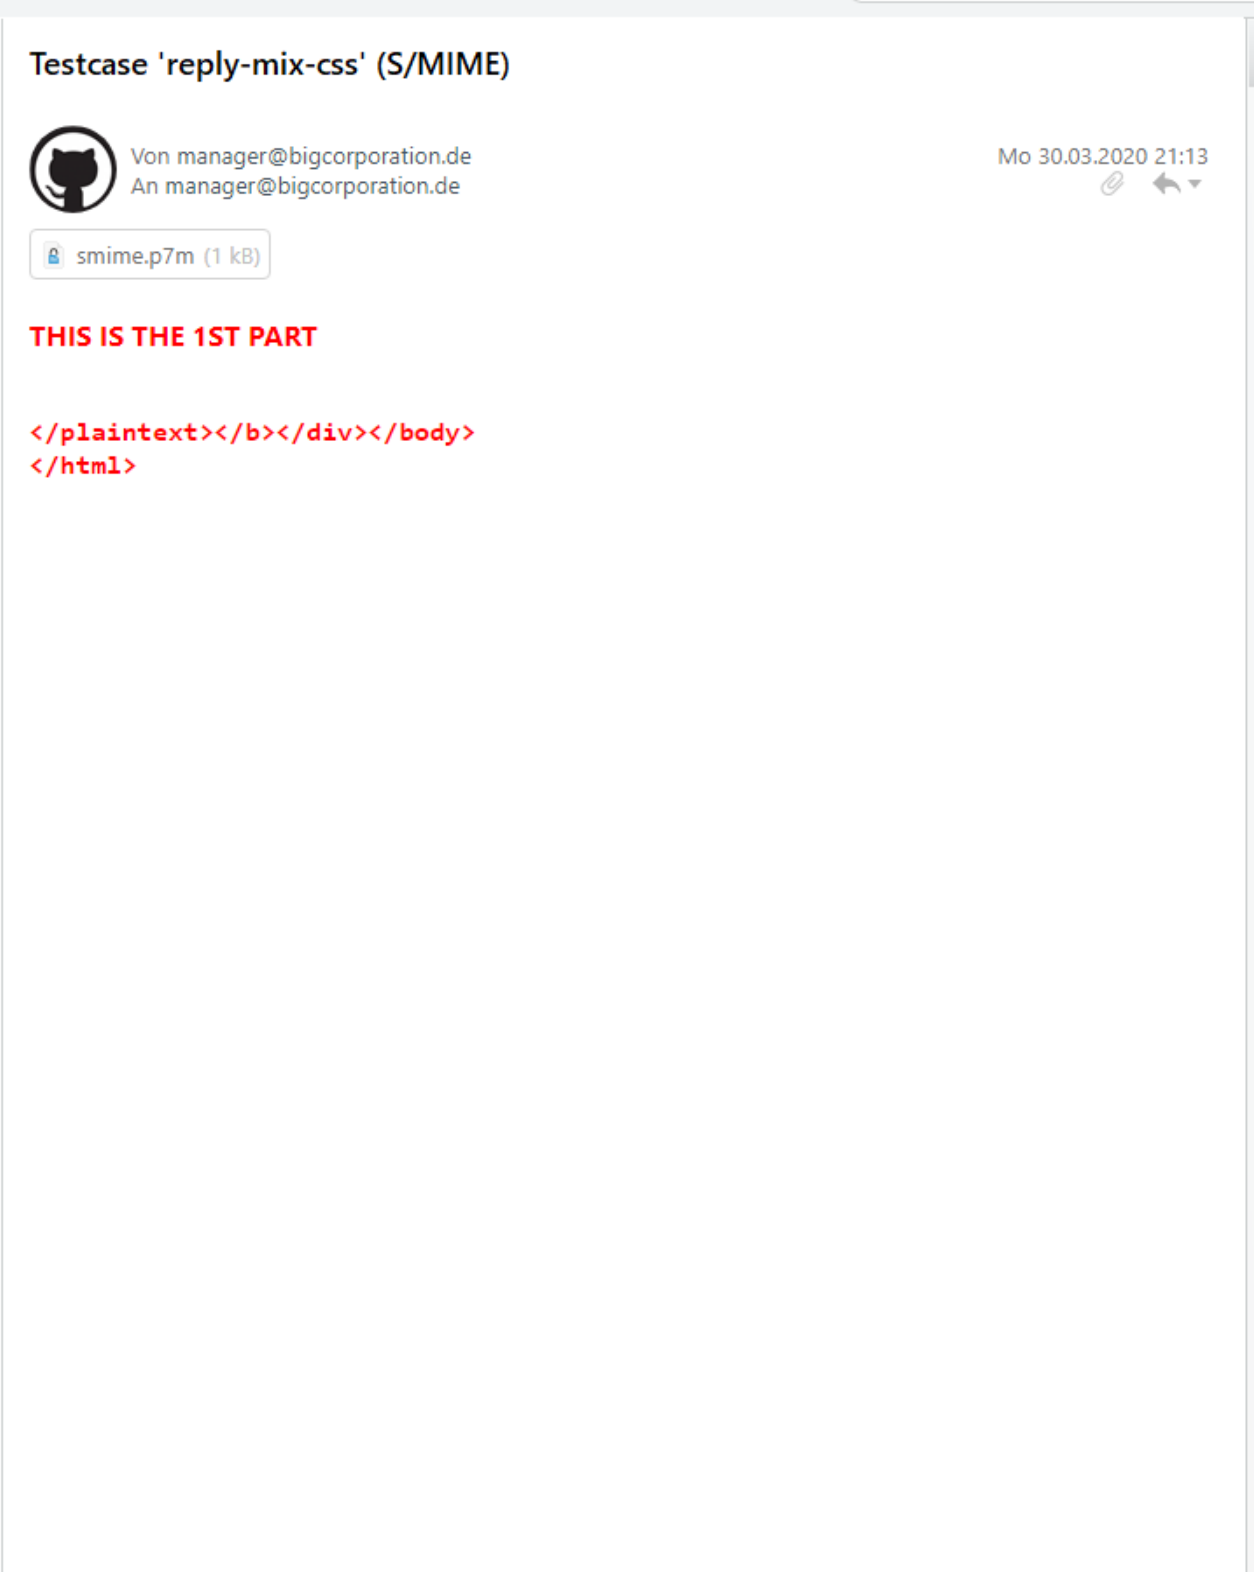 Testcase 'reply-mix-css' (S/MIME)
Von manager@bigcorporation.de
Mo 30.03.2020 21:13
An manager@bigcorporation.de
smime.p7m (1 kB)
THIS IS THE 1ST PART
</plaintext></b></div></body>
</html>